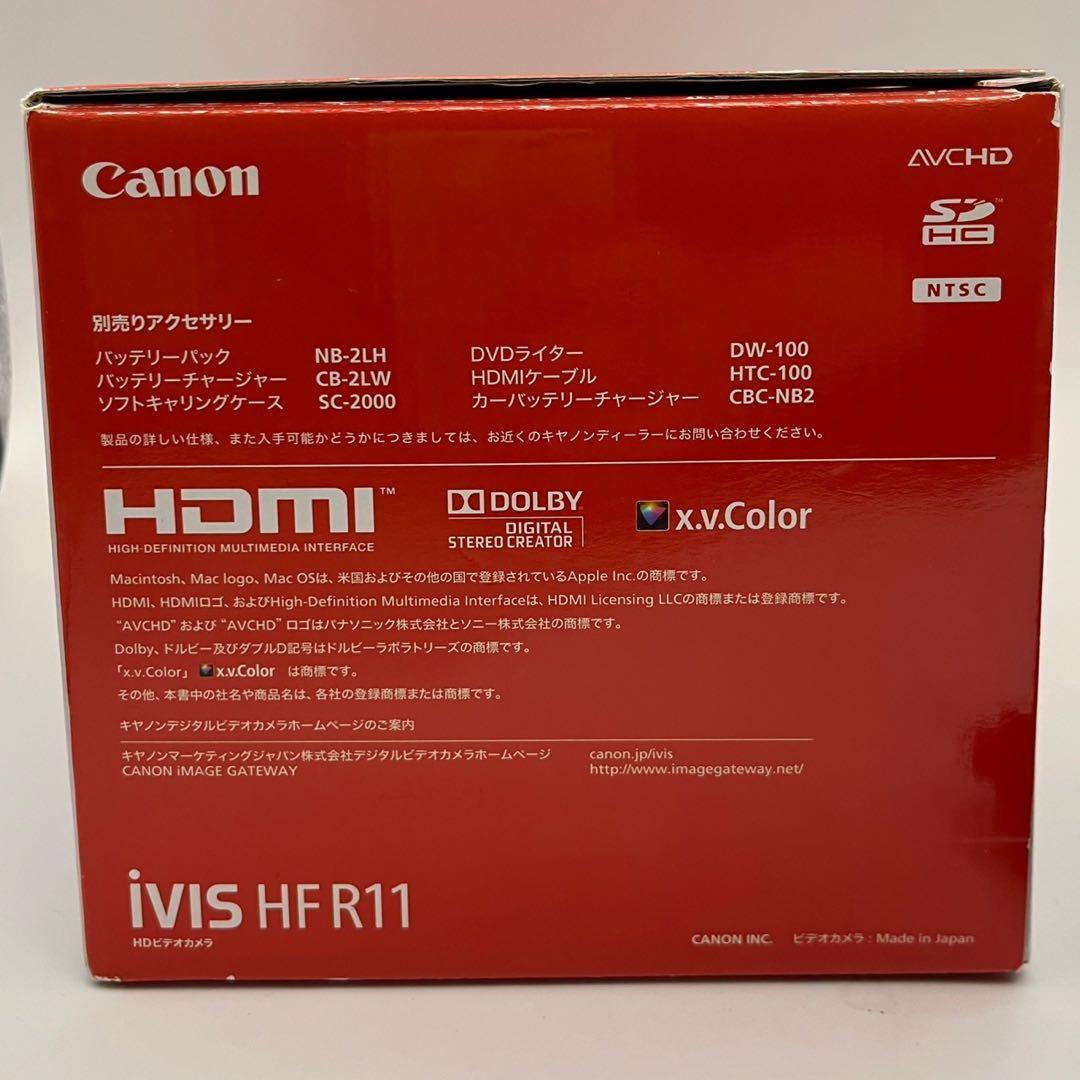 Canon
AVCHD
SD HC™
NTSC
別売りアクセサリー
バッテリーパック NB-2LH DVDライター DW-100
バッテリーチャージャー CB-2LW HDMIケーブル HTC-100
ソフトキャリングケース SC-2000 カーバッテリーチャージャー CBC-NB2
製品の詳しい仕様、また入手可能かどうかにつきましては、お近くのキヤノンディーラーにお問い合わせください。
HDMI™
HIGH-DEFINITION MULTIMEDIA INTERFACE
DOLBY
DIGITAL
STEREO CREATOR
x.v.Color
Macintosh、Mac logo、Mac OSは、米国およびその他の国で登録されているApple Inc.の商標です。
HDMI、HDMIロゴ、およびHigh-Definition Multimedia Interfaceは、HDMI Licensing LLCの商標または登録商標です。
“AVCHD” および “AVCHD” ロゴはパナソニック株式会社とソニー株式会社の商標です。
Dolby、ドルビー及びダブルD記号はドルビーラボラトリーズの商標です。
「x.v.Color」 x.v.Color は商標です。
その他、本書中の社名や商品名は、各社の登録商標または商標です。
キヤノンデジタルビデオカメラホームページのご案内
キヤノンマーケティングジャパン株式会社デジタルビデオカメラホームページ canon.jp/ivis
CANON iMAGE GATEWAY http://www.imagegateway.net/
iVIS HF R11
HDビデオカメラ
CANON INC. ビデオカメラ : Made in Japan